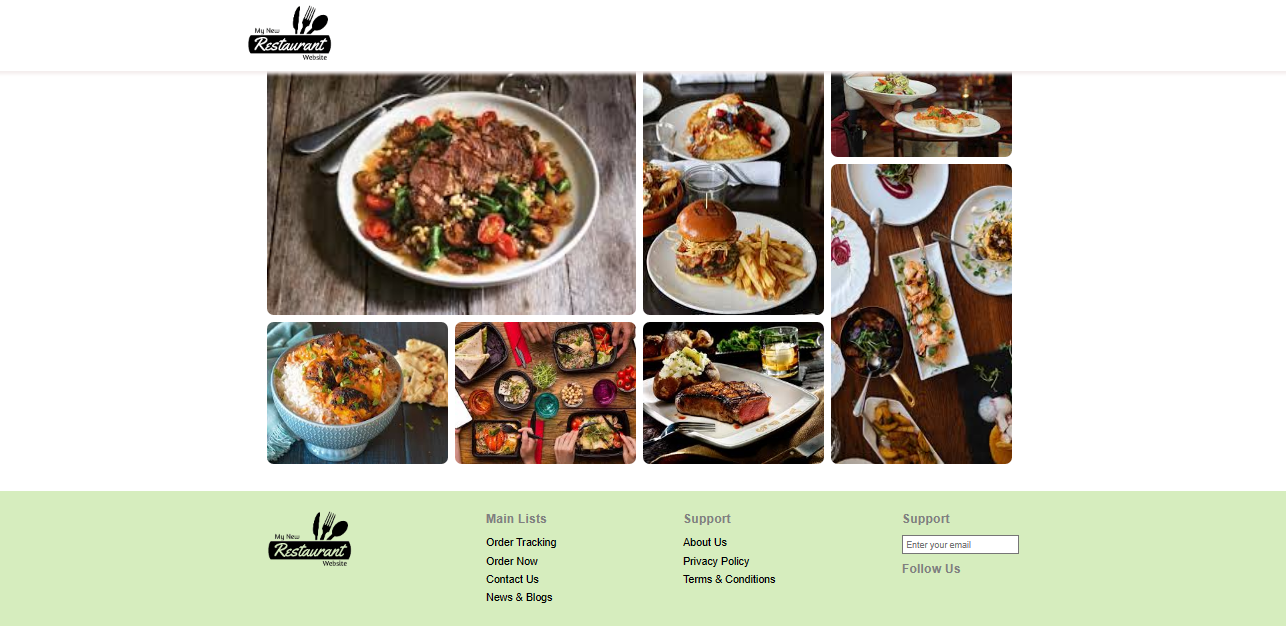 My New
Restaurant
Website
My New
Restaurant
Website
Main Lists
Order Tracking
Order Now
Contact Us
News & Blogs
Support
About Us
Privacy Policy
Terms & Conditions
Support
Enter your email
Follow Us